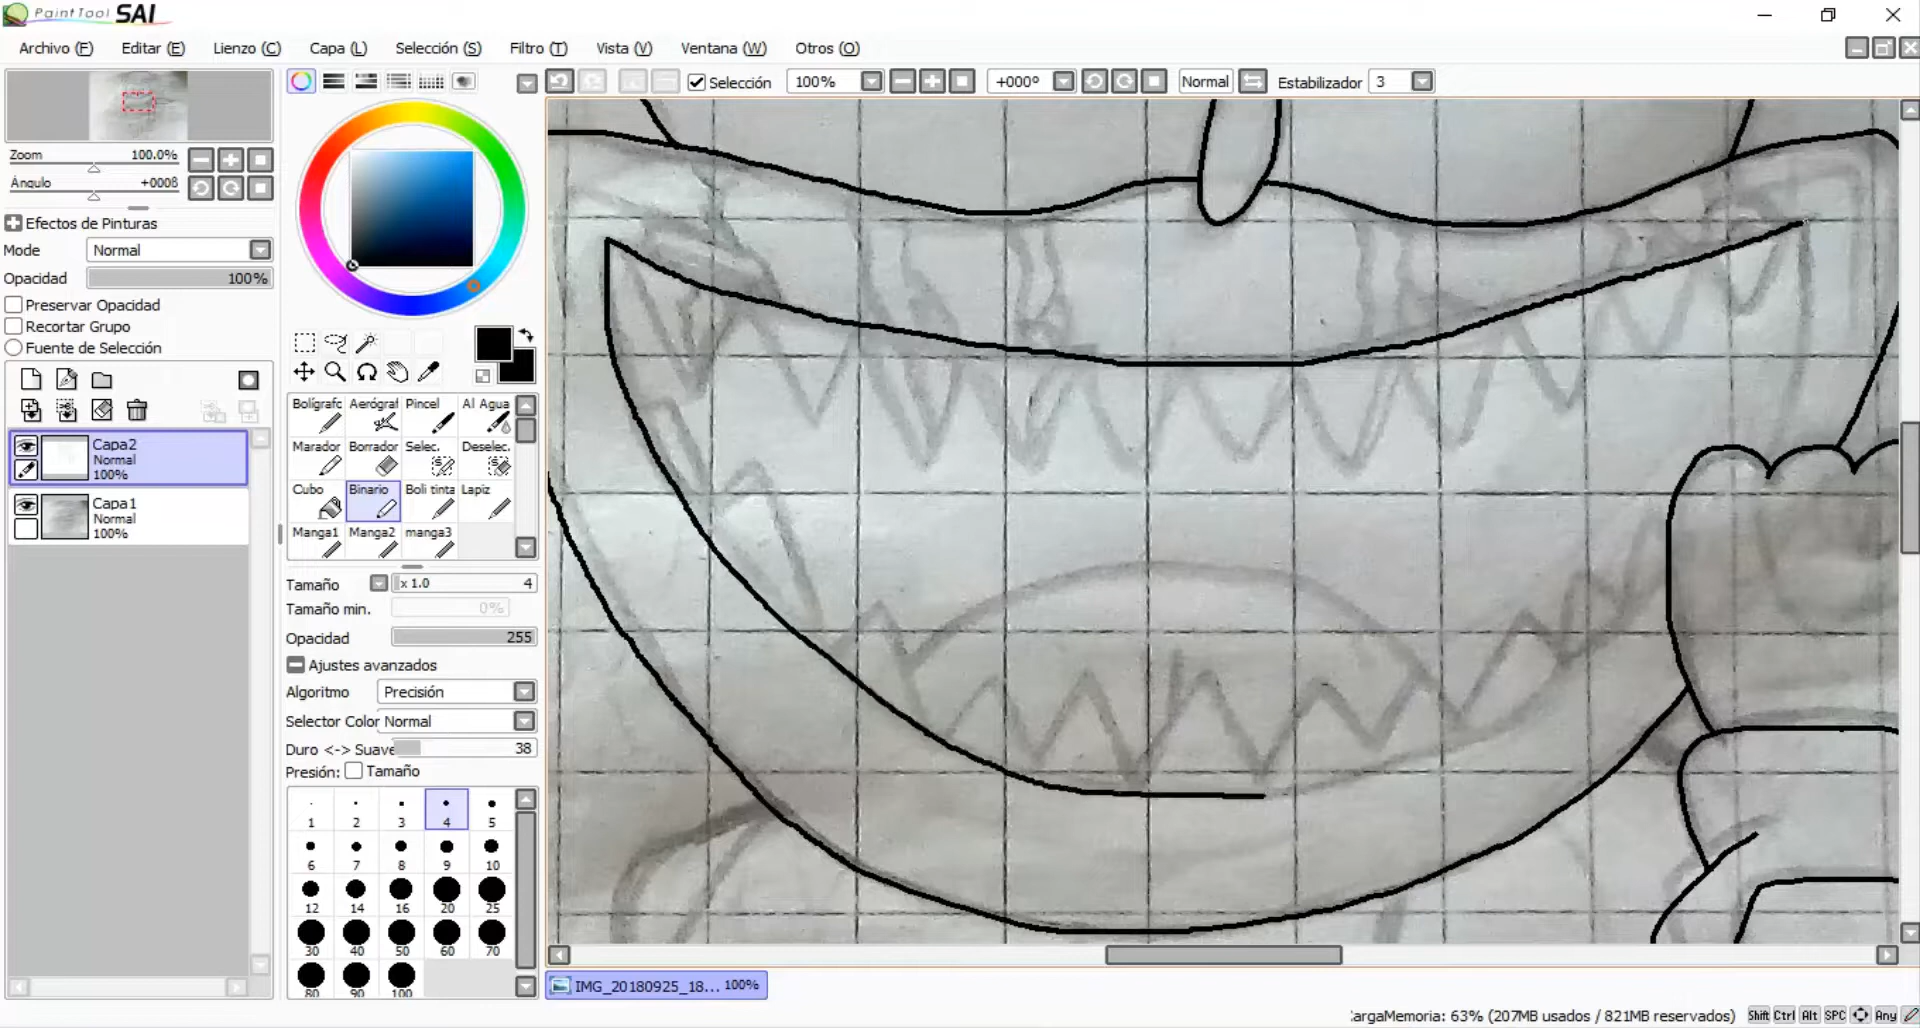 PaintTool SAI
Archivo (F) Editar (E) Lienzo (C) Capa (L) Selección (S) Filtro (T) Vista (V) Ventana (W) Otros (O)
Selección 100% +000º Normal Estabilizador 3
Zoom 100.0%
Ángulo +000ß
Efectos de Pinturas
Mode Normal
Opacidad 100%
Preservar Opacidad
Recortar Grupo
Fuente de Selección
Capa2
Normal
100%
Capa1
Normal
100%
Bolígrafc Aerógraf Pincel Al Agua
Marador Borrador Selec. Deselec.
Cubo Binario Boli tinta Lapiz
Manga1 Manga2 manga3
Tamaño x 1.0 4
Tamaño min. 0%
Opacidad 255
Ajustes avanzados
Algoritmo Precisión
Selector Color Normal
Duro <-> Suave 38
Presión: Tamaño
1 2 3 4 5
6 7 8 9 10
12 14 16 20 25
30 40 50 60 70
80 90 100
IMG_20180925_18... 100%
:argaMemoria: 63% (207MB usados / 821MB reservados) Shift Ctrl Alt SPC Any